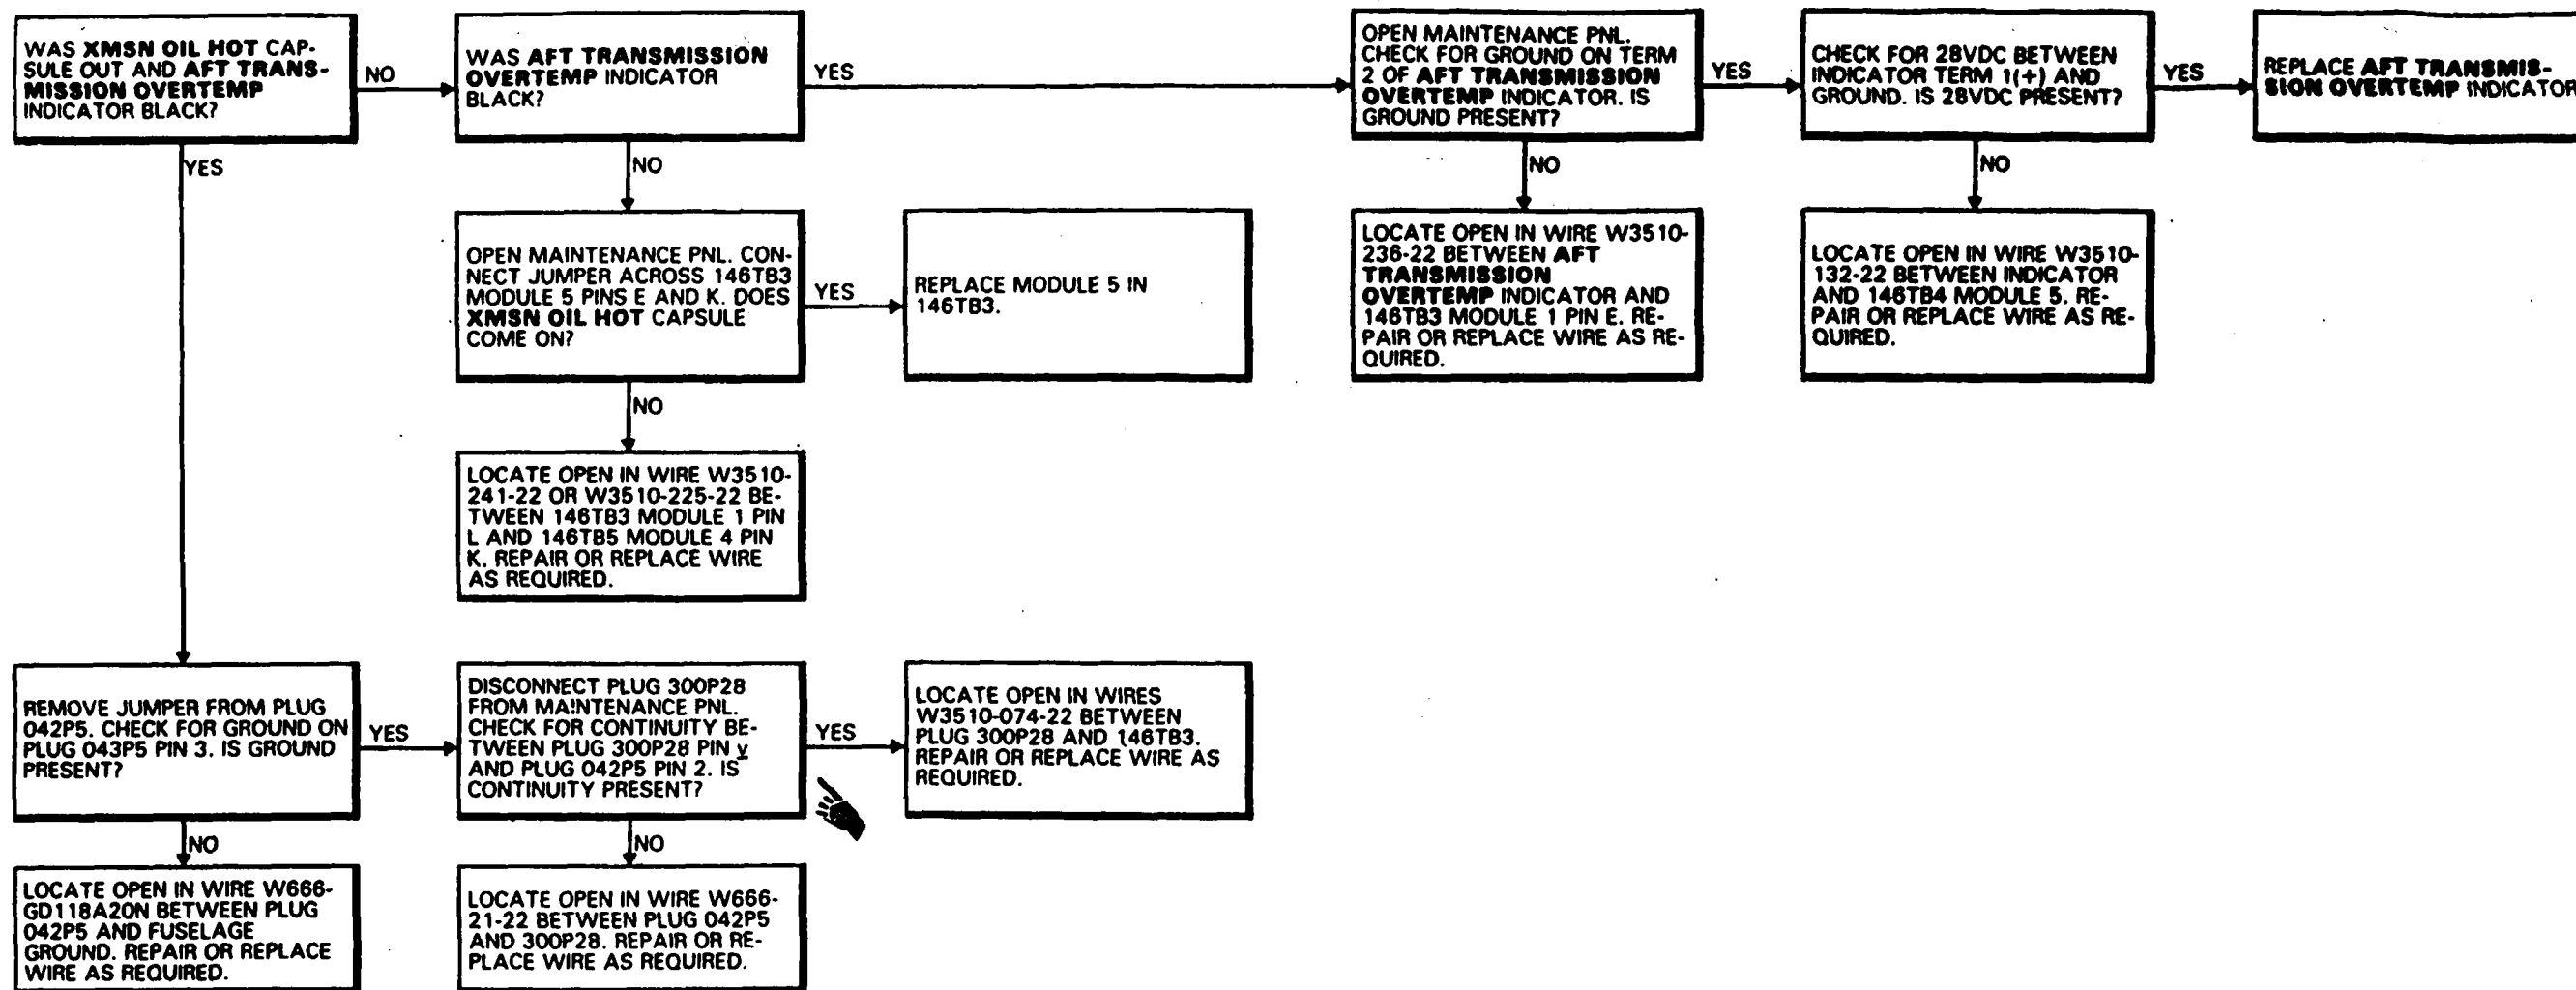 WAS XMSN OIL HOT CAP-
SULE OUT AND AFT TRANS-
MISSION OVERTEMP
INDICATOR BLACK?
NO
YES
WAS AFT TRANSMISSION
OVERTEMP INDICATOR
BLACK?
YES
NO
OPEN MAINTENANCE PNL.
CHECK FOR GROUND ON TERM
2 OF AFT TRANSMISSION
OVERTEMP INDICATOR. IS
GROUND PRESENT?
YES
NO
CHECK FOR 28VDC BETWEEN
INDICATOR TERM 1(+) AND
GROUND. IS 28VDC PRESENT?
YES
NO
REPLACE AFT TRANSMIS-
SION OVERTEMP INDICATOR
OPEN MAINTENANCE PNL. CON-
NECT JUMPER ACROSS 146TB3
MODULE 5 PINS E AND K. DOES
XMSN OIL HOT CAPSULE
COME ON?
YES
NO
REPLACE MODULE 5 IN
146TB3.
LOCATE OPEN IN WIRE W3510-
236-22 BETWEEN AFT
TRANSMISSION
OVERTEMP INDICATOR AND
146TB3 MODULE 1 PIN E. RE-
PAIR OR REPLACE WIRE AS RE-
QUIRED.
LOCATE OPEN IN WIRE W3510-
132-22 BETWEEN INDICATOR
AND 146TB4 MODULE 5. RE-
PAIR OR REPLACE WIRE AS RE-
QUIRED.
LOCATE OPEN IN WIRE W3510-
241-22 OR W3510-225-22 BE-
TWEEN 146TB3 MODULE 1 PIN
L AND 146TB5 MODULE 4 PIN
K. REPAIR OR REPLACE WIRE
AS REQUIRED.
REMOVE JUMPER FROM PLUG
042P5. CHECK FOR GROUND ON
PLUG 043P5 PIN 3. IS GROUND
PRESENT?
YES
NO
DISCONNECT PLUG 300P28
FROM MAINTENANCE PNL.
CHECK FOR CONTINUITY BE-
TWEEN PLUG 300P28 PIN v
AND PLUG 042P5 PIN 2. IS
CONTINUITY PRESENT?
YES
NO
LOCATE OPEN IN WIRES
W3510-074-22 BETWEEN
PLUG 300P28 AND 146TB3.
REPAIR OR REPLACE WIRE AS
REQUIRED.
LOCATE OPEN IN WIRE W666-
GD118A20N BETWEEN PLUG
042P5 AND FUSELAGE
GROUND. REPAIR OR REPLACE
WIRE AS REQUIRED.
LOCATE OPEN IN WIRE W666-
21-22 BETWEEN PLUG 042P5
AND 300P28. REPAIR OR RE-
PLACE WIRE AS REQUIRED.